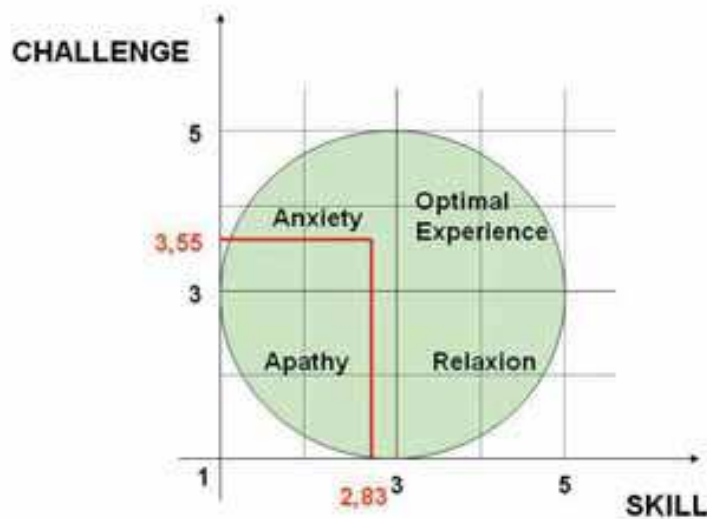 CHALLENGE
5
Anxiety
Optimal
Experience
3,55
3
Apathy
Relaxion
1
2,83
3
5
SKILL